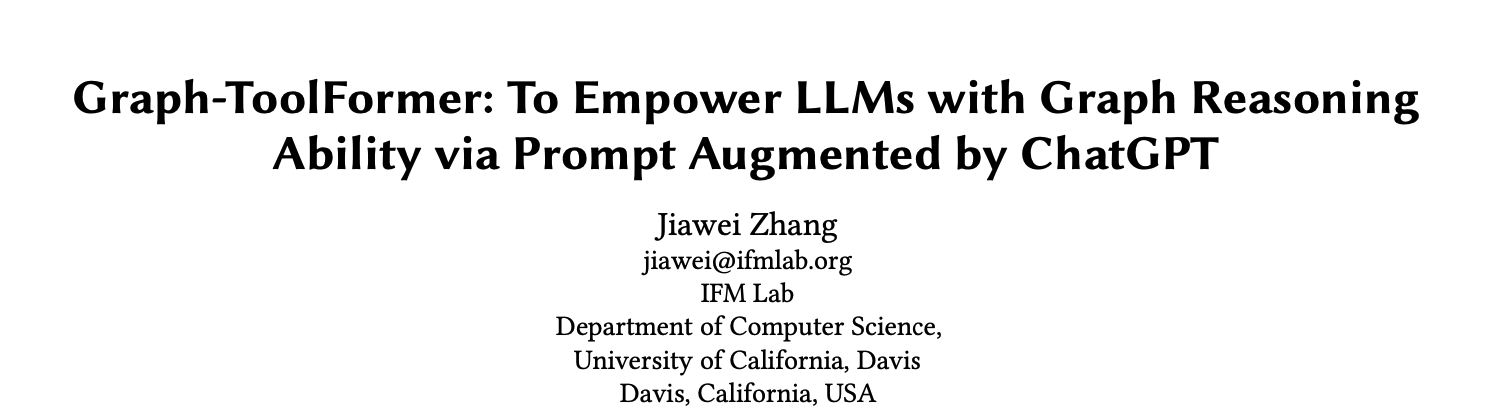 Graph-ToolFormer: To Empower LLMs with Graph Reasoning
Ability via Prompt Augmented by ChatGPT
Jiawei Zhang
jiawei@ifmlab.org
IFM Lab
Department of Computer Science,
University of California, Davis
Davis, California, USA